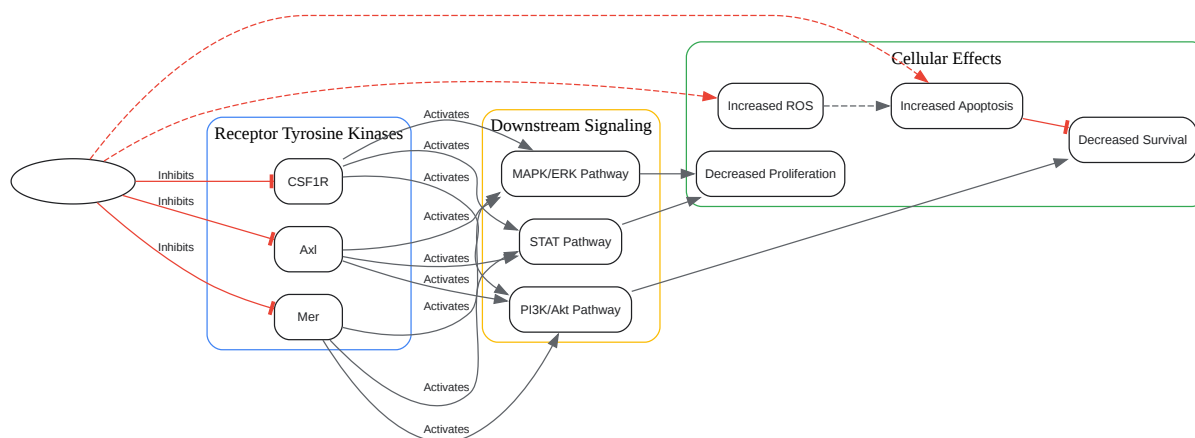 Cellular Effects
Increased ROS
Increased Apoptosis
Decreased Survival
Decreased Proliferation
Receptor Tyrosine Kinases
CSF1R
Axl
Mer
Downstream Signaling
MAPK/ERK Pathway
STAT Pathway
PI3K/Akt Pathway
Inhibits
Inhibits
Inhibits
Activates
Activates
Activates
Activates
Activates
Activates
Activates
Activates
Activates